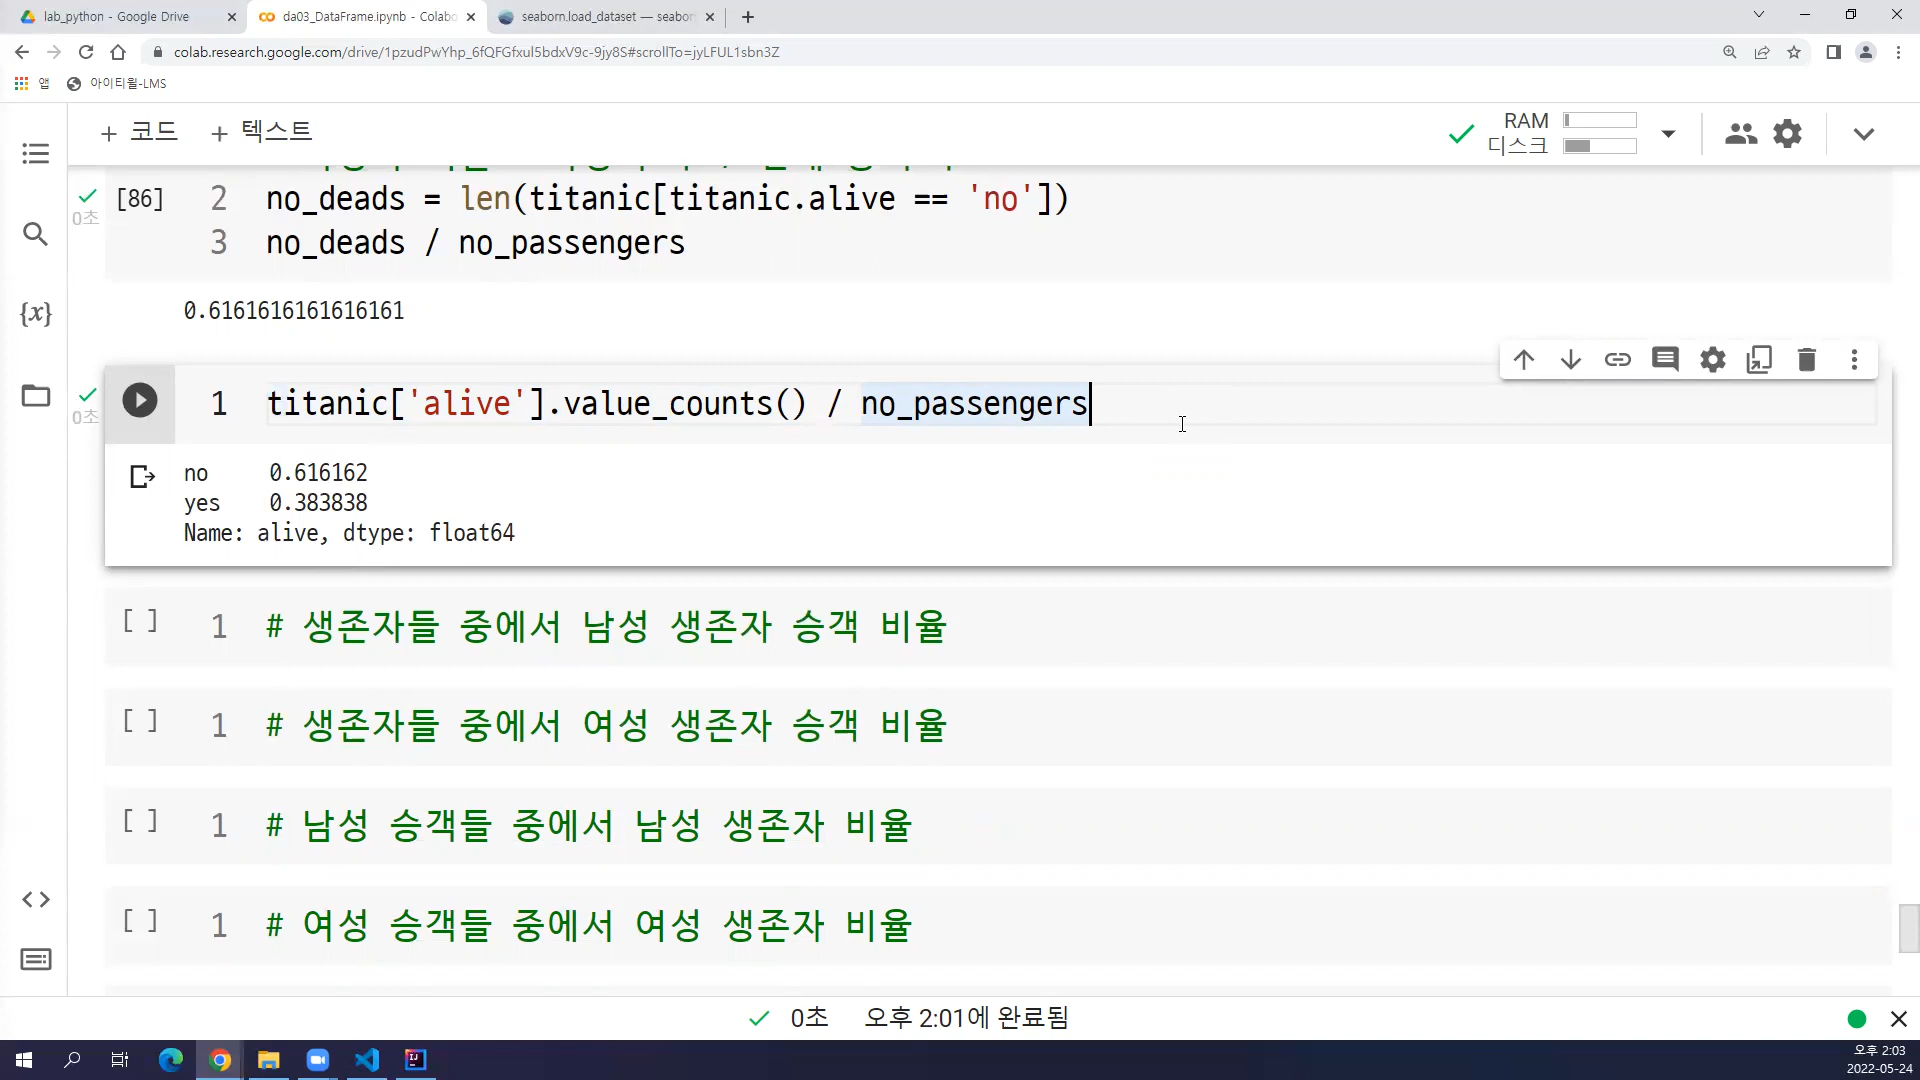 lab_python - Google Drive
da03_DataFrame.ipynb - Colabo
seaborn.load_dataset — seabor
colab.research.google.com/drive/1pzudPwYhp_6fQFGfxul5bdxV9c-9jy8S#scrollTo=jyLFUL1sbn3Z
앱
아이티윌-LMS
+ 코드 + 텍스트
RAM
디스크
[86]
0초
2 no_deads = len(titanic[titanic.alive == 'no'])
3 no_deads / no_passengers
0.6161616161616161
0초
1 titanic['alive'].value_counts() / no_passengers
no 0.616162
yes 0.383838
Name: alive, dtype: float64
[ ] 1 # 생존자들 중에서 남성 생존자 승객 비율
[ ] 1 # 생존자들 중에서 여성 생존자 승객 비율
[ ] 1 # 남성 승객들 중에서 남성 생존자 비율
[ ] 1 # 여성 승객들 중에서 여성 생존자 비율
0초 오후 2:01에 완료됨
오후 2:03
2022-05-24